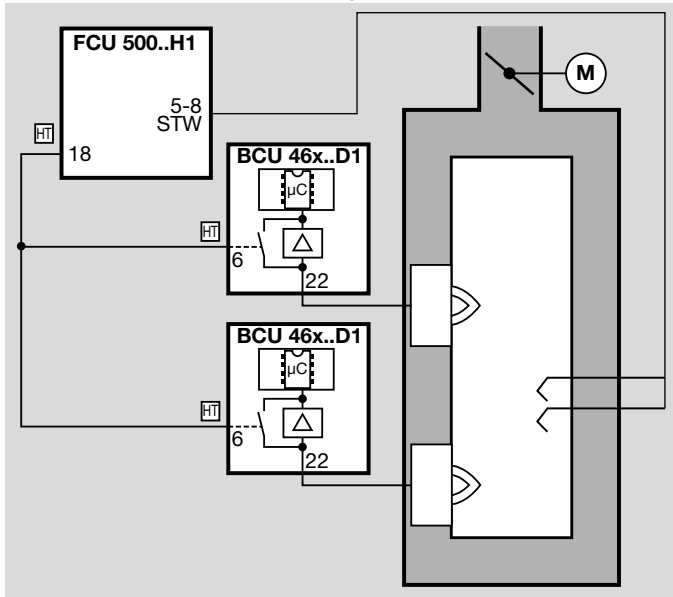 FCU 500..H1
5-8
STW
M
HT
18
BCU 46x..D1
µC
HT
6
22
BCU 46x..D1
µC
HT
6
22